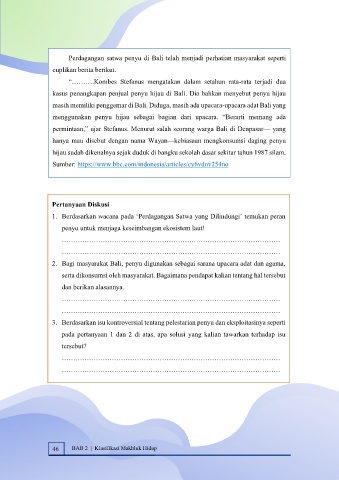 Perdagangan satwa penyu di Bali telah menjadi perhatian masyarakat seperti
cuplikan berita berikut.
“……….Kombes Stefanus mengatakan dalam setahun rata-rata terjadi dua
kasus penangkapan penjual penyu hijau di Bali. Dia bahkan menyebut penyu hijau
masih memiliki penggemar di Bali. Diduga, masih ada upacara-upacara adat Bali yang
menggunakan penyu hijau sebagai bagian dari upacara. “Berarti memang ada
permintaan,” ujar Stefanus. Menurut salah seorang warga Bali di Denpasar— yang
hanya mau disebut dengan nama Wayan—kebiasaan mengkonsumsi daging penyu
hijau sudah dikenalnya sejak duduk di bangku sekolah dasar sekitar tahun 1987 silam.
Sumber: https://www.bbc.com/indonesia/articles/cy6vdnr254no
Pertanyaan Diskusi
1. Berdasarkan wacana pada ‘Perdagangan Satwa yang Dilindungi’ temukan peran
penyu untuk menjaga keseimbangan ekosistem laut!
2. Bagi masyarakat Bali, penyu digunakan sebagai sarana upacara adat dan agama,
serta dikonsumsi oleh masyarakat. Bagaimana pendapat kalian tentang hal tersebut
dan berikan alasannya.
3. Berdasarkan isu kontroversial tentang pelestarian penyu dan eksploitasinya seperti
pada pertanyaan 1 dan 2 di atas, apa solusi yang kalian tawarkan terhadap isu
tersebut?
46 BAB 2 | Klasifikasi Makhluk Hidup